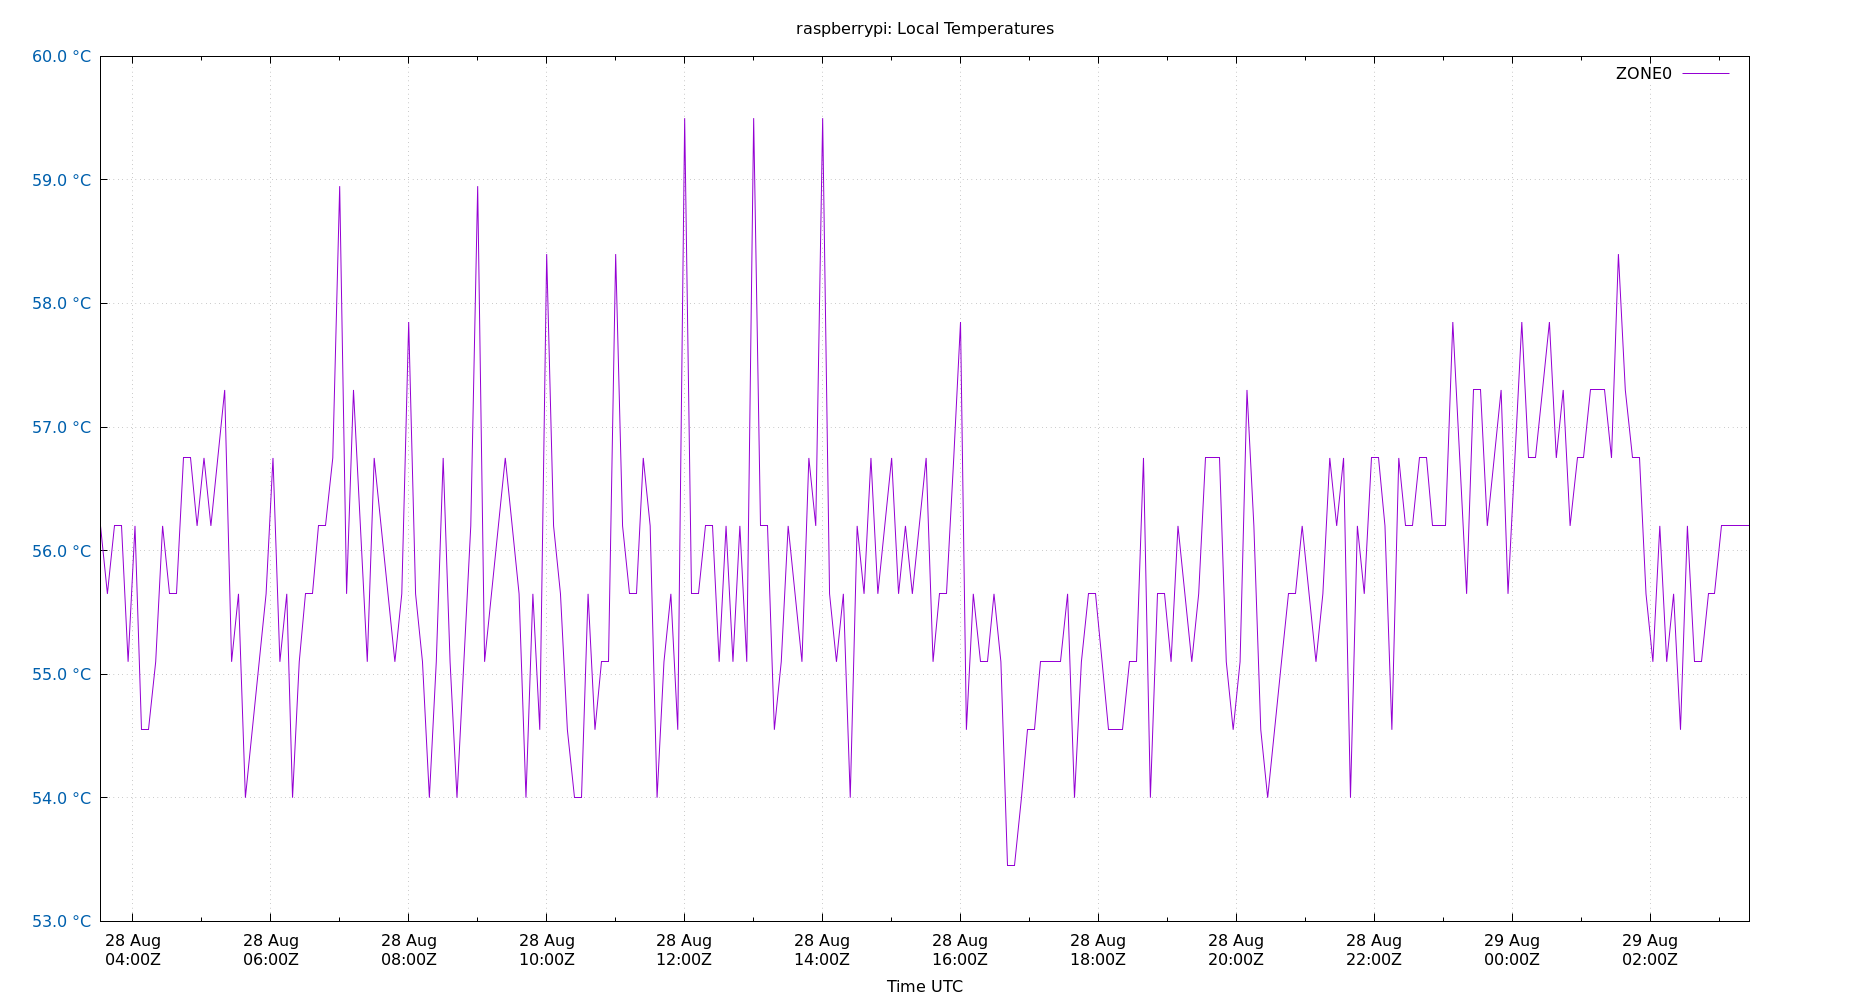 raspberrypi: Local Temperatures
60.0 °C
59.0 °C
58.0 °C
57.0 °C
56.0 °C
55.0 °C
54.0 °C
53.0 °C
ZONE0
28 Aug 28 Aug 28 Aug 28 Aug 28 Aug 28 Aug 28 Aug 28 Aug 28 Aug 28 Aug 29 Aug 29 Aug
04:00Z 06:00Z 08:00Z 10:00Z 12:00Z 14:00Z 16:00Z 18:00Z 20:00Z 22:00Z 00:00Z 02:00Z
Time UTC